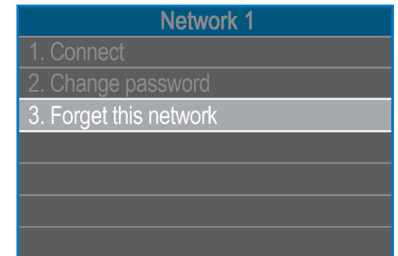 Network 1
1. Connect
2. Change password
3. Forget this network